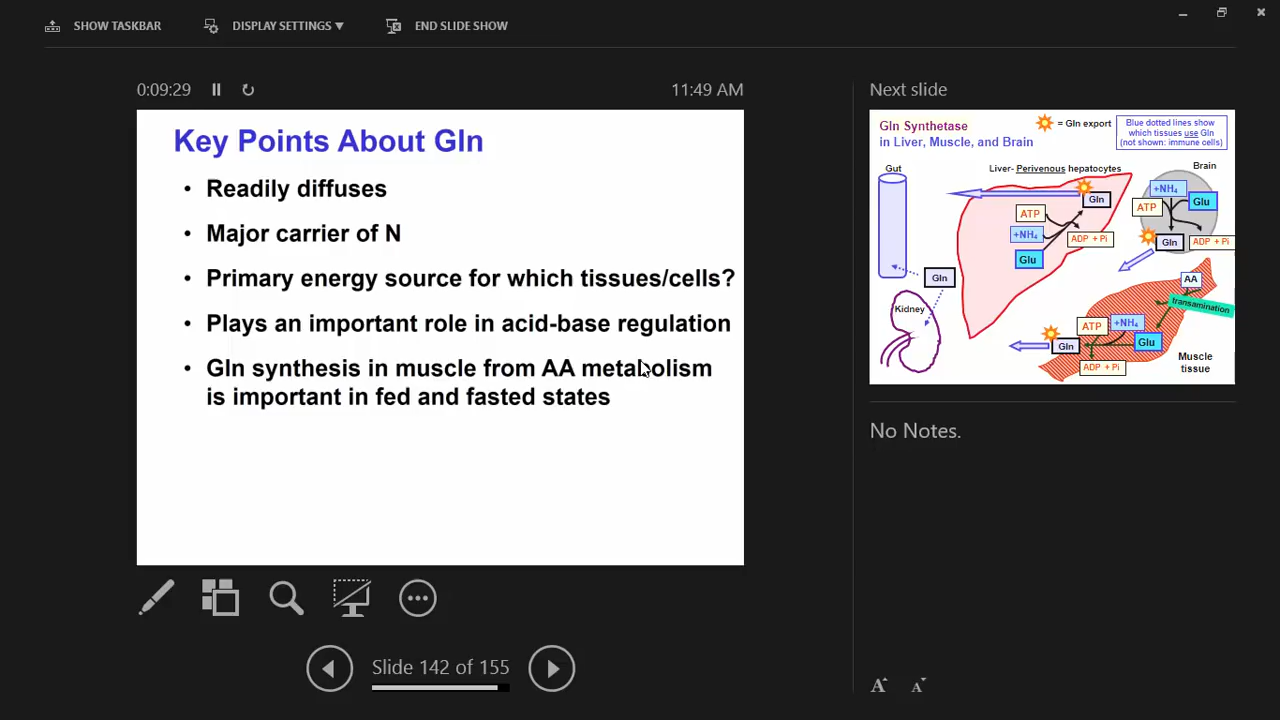 SHOW TASKBAR
DISPLAY SETTINGS ▼
END SLIDE SHOW
0:09:29
11:49 AM
Key Points About Gln
• Readily diffuses
• Major carrier of N
• Primary energy source for which tissues/cells?
• Plays an important role in acid-base regulation
• Gln synthesis in muscle from AA metabolism
is important in fed and fasted states
Slide 142 of 155
Next slide
Gln Synthetase
in Liver, Muscle, and Brain
= Gln export
Blue dotted lines show
which tissues use Gln
(not shown: immune cells)
Gut
Liver- Perivenous hepatocytes
Brain
Gln
ATP
+NH₄
Glu
ADP + Pi
+NH₄
ATP
Glu
Gln
ADP + Pi
Gln
Kidney
AA
transamination
ATP
+NH₄
Gln
Glu
ADP + Pi
Muscle
tissue
No Notes.
A
A